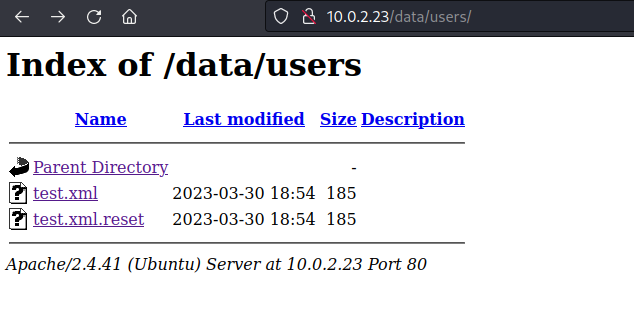 10.0.2.23/data/users/
Index of /data/users
Name Last modified Size Description
Parent Directory -
test.xml 2023-03-30 18:54 185
test.xml.reset 2023-03-30 18:54 185
Apache/2.4.41 (Ubuntu) Server at 10.0.2.23 Port 80